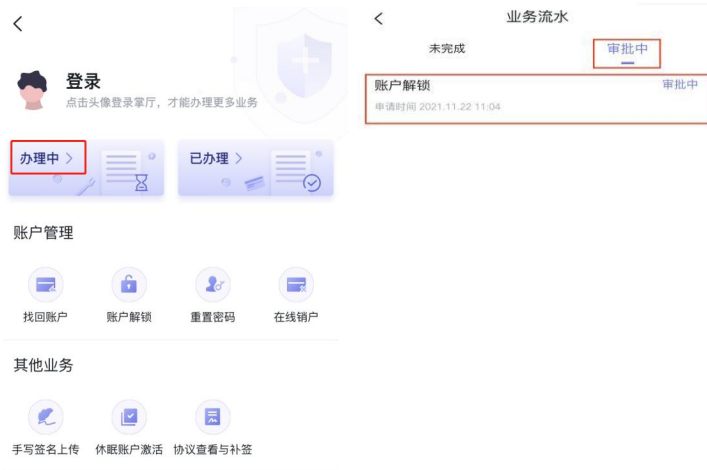 登录
点击头像登录掌厅，才能办理更多业务
办理中 >
已办理 >
账户管理
找回账户
账户解锁
重置密码
在线销户
其他业务
手写签名上传
休眠账户激活
协议查看与补签
业务流水
未完成
审批中
账户解锁
审批中
申请时间 2021.11.22 11:04